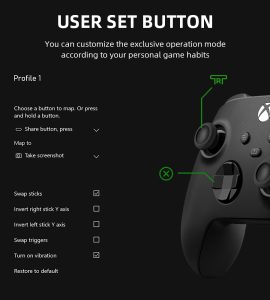 USER SET BUTTON
You can customize the exclusive operation mode
according to your personal game habits
Profile 1
Choose a button to map. Or press
and hold a button.
Share button, press
Map to
Take screenshot
Swap sticks
Invert right stick Y axis
Invert left stick Y axis
Swap triggers
Turn on vibration
Restore to default